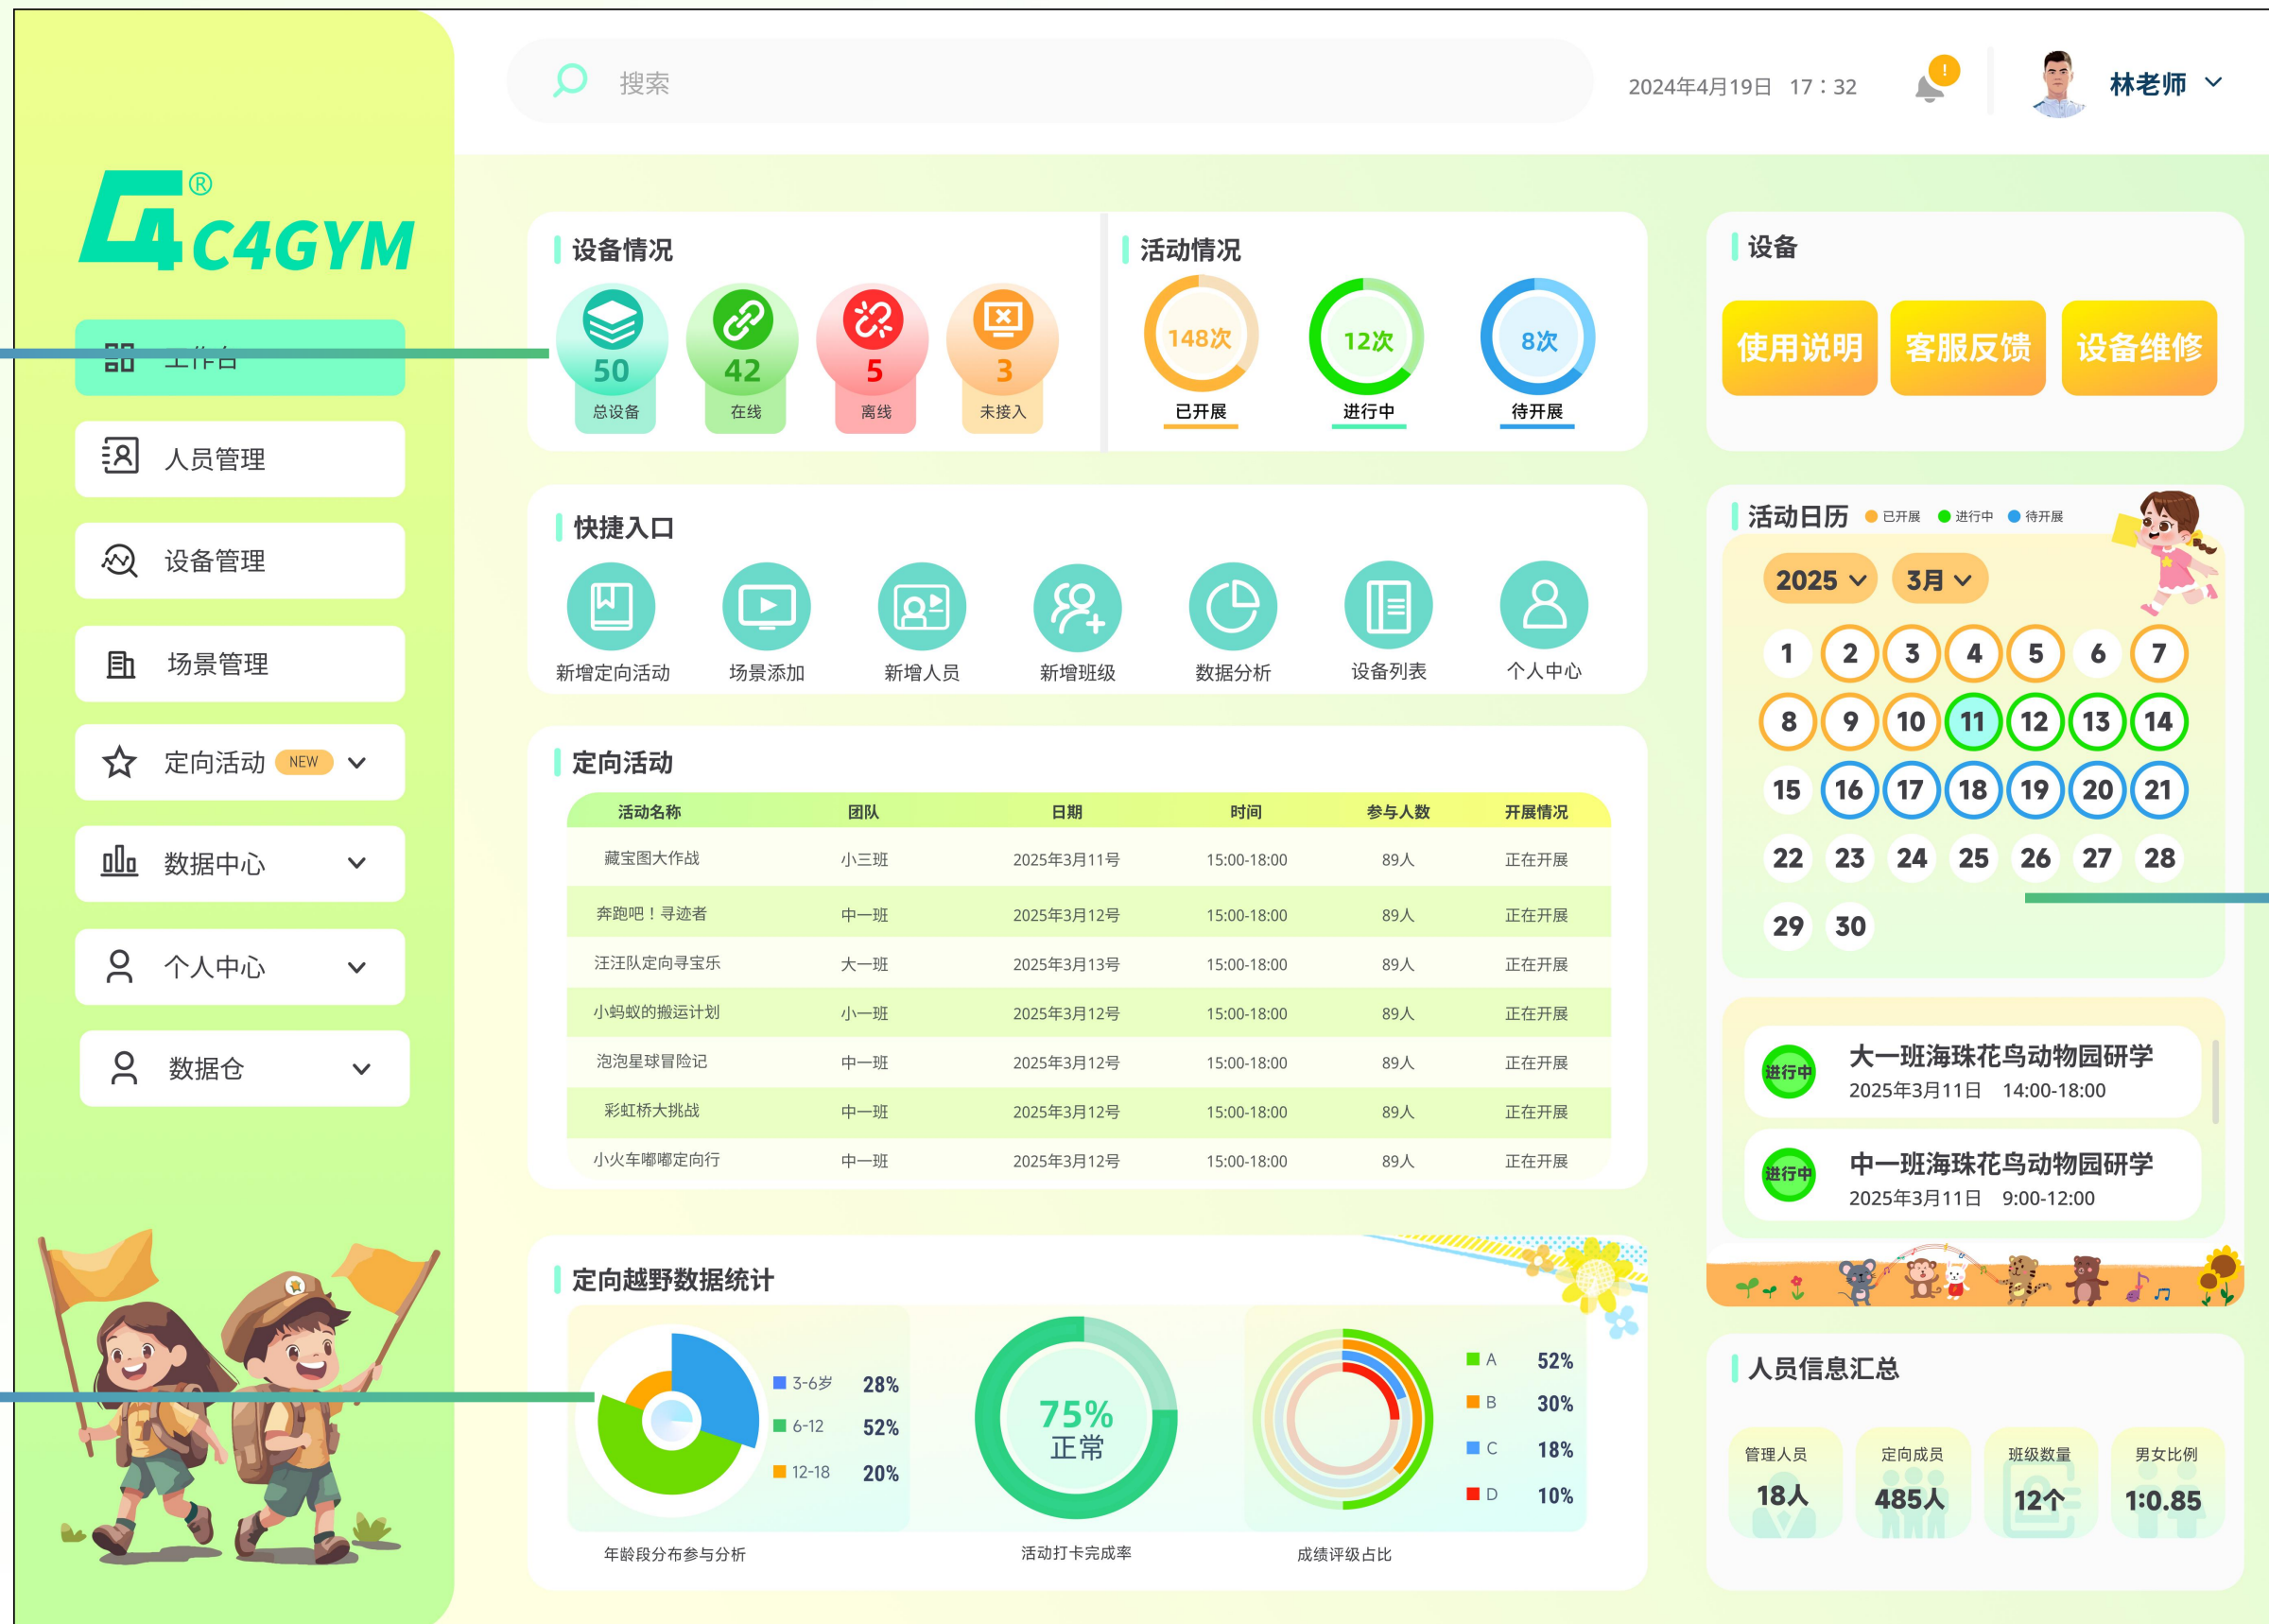 搜索
2024年4月19日 17：32
!
林老师
®
C4GYM
工作台
人员管理
设备管理
场景管理
定向活动 NEW
数据中心
个人中心
数据仓
设备情况
50
总设备
42
在线
5
离线
3
未接入
活动情况
148次
已开展
12次
进行中
8次
待开展
快捷入口
新增定向活动
场景添加
新增人员
新增班级
数据分析
设备列表
个人中心
定向活动
活动名称 团队 日期 时间 参与人数 开展情况
藏宝图大作战 小三班 2025年3月11号 15:00-18:00 89人 正在开展
奔跑吧！寻迹者 中一班 2025年3月12号 15:00-18:00 89人 正在开展
汪汪队定向寻宝乐 大一班 2025年3月13号 15:00-18:00 89人 正在开展
小蚂蚁的搬运计划 小一班 2025年3月12号 15:00-18:00 89人 正在开展
泡泡星球冒险记 中一班 2025年3月12号 15:00-18:00 89人 正在开展
彩虹桥大挑战 中一班 2025年3月12号 15:00-18:00 89人 正在开展
小火车嘟嘟定向行 中一班 2025年3月12号 15:00-18:00 89人 正在开展
定向越野数据统计
3-6岁 28%
6-12 52%
12-18 20%
年龄段分布参与分析
75%
正常
活动打卡完成率
A 52%
B 30%
C 18%
D 10%
成绩评级占比
设备
使用说明 客服反馈 设备维修
活动日历 已开展 进行中 待开展
2025 3月
1 2 3 4 5 6 7
8 9 10 11 12 13 14
15 16 17 18 19 20 21
22 23 24 25 26 27 28
29 30
进行中
大一班海珠花鸟动物园研学
2025年3月11日 14:00-18:00
进行中
中一班海珠花鸟动物园研学
2025年3月11日 9:00-12:00
人员信息汇总
管理人员
18人
定向成员
485人
班级数量
12个
男女比例
1:0.85